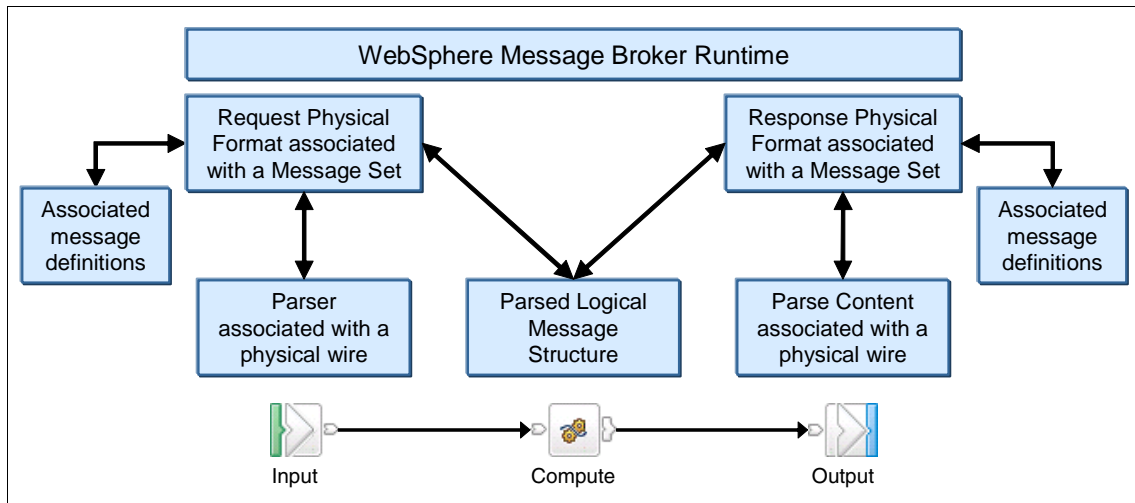 WebSphere Message Broker Runtime
Request Physical
Format associated
with a Message Set
Response Physical
Format associated
with a Message Set
Associated
message
definitions
Associated
message
definitions
Parser
associated with a
physical wire
Parsed Logical
Message
Structure
Parse Content
associated with a
physical wire
Input
Compute
Output